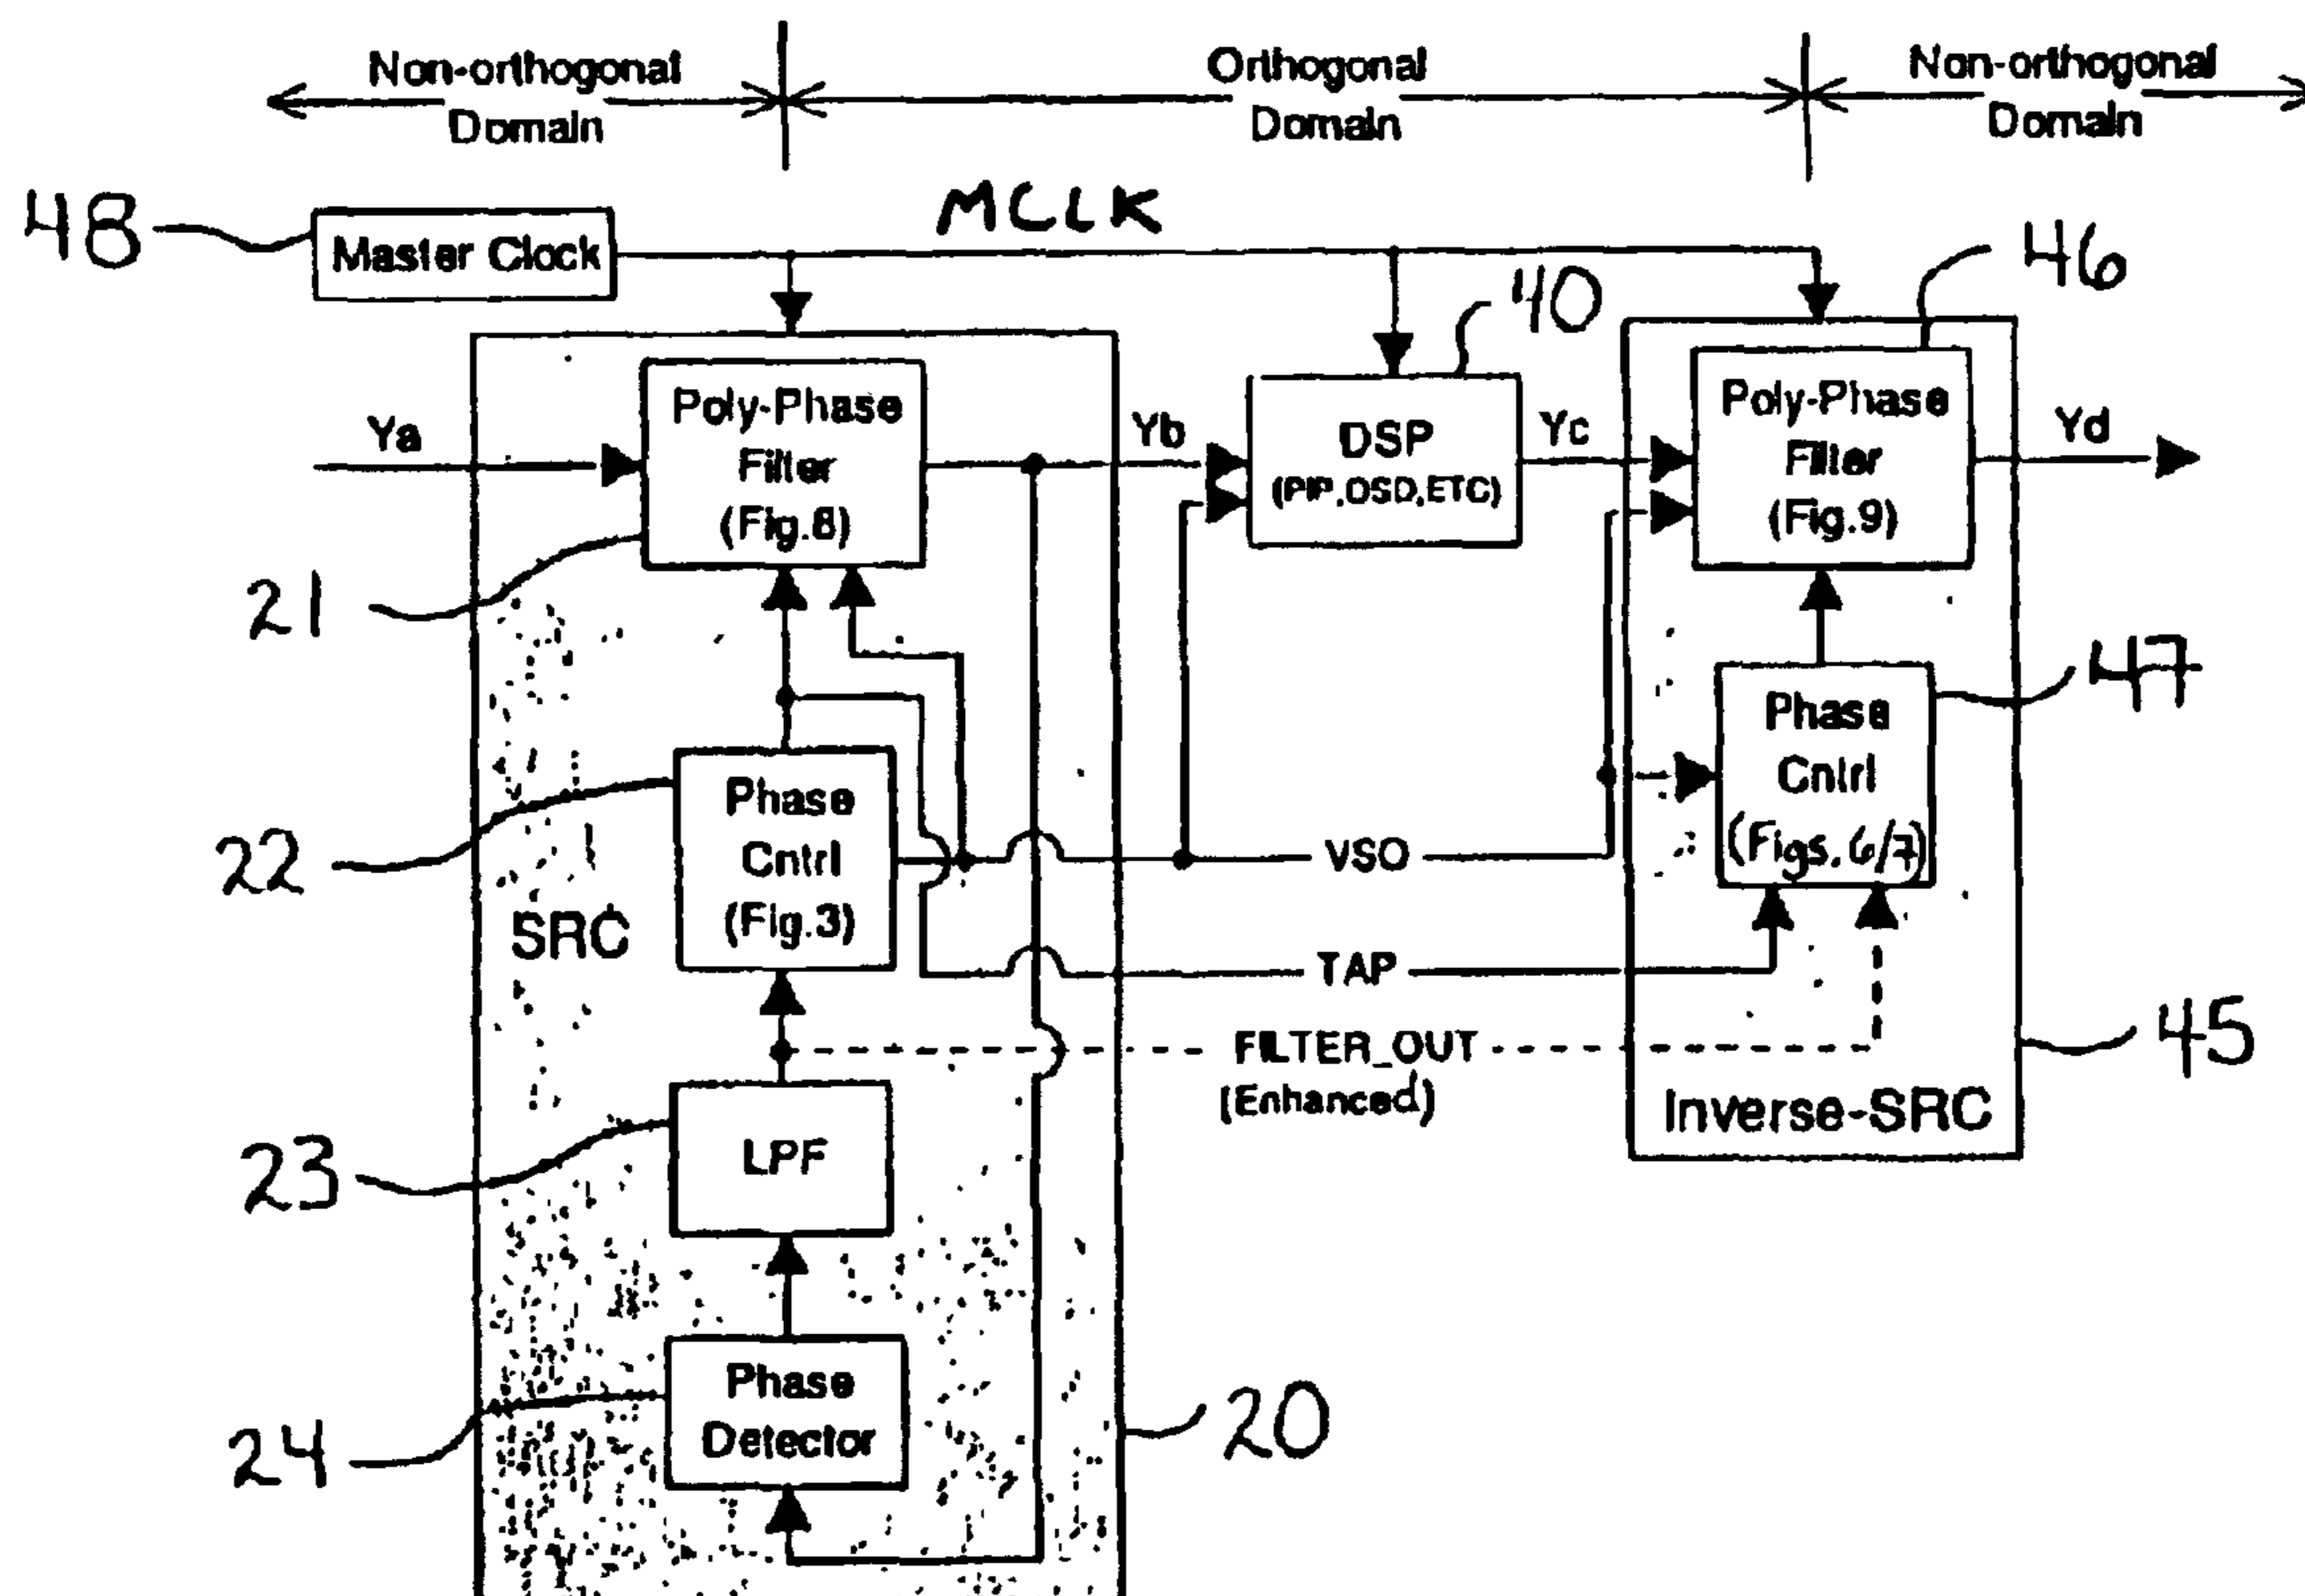 Non-orthogonal
Domain
Orthogonal
Domain
Non-orthogonal
Domain
48
Master Clock
MCLK
40
46
Ya
Poly-Phase
Filter
(Fig.8)
Yb
DSP
(PIP,OSD,ETC)
Yc
Poly-Phase
Filter
(Fig.9)
Yd
21
22
Phase
Cntrl
(Fig.3)
SRC
VSO
Phase
Cntrl
(Figs. 6/7)
47
TAP
FILTER_OUT
(Enhanced)
45
Inverse-SRC
23
LPF
24
Phase
Detector
20